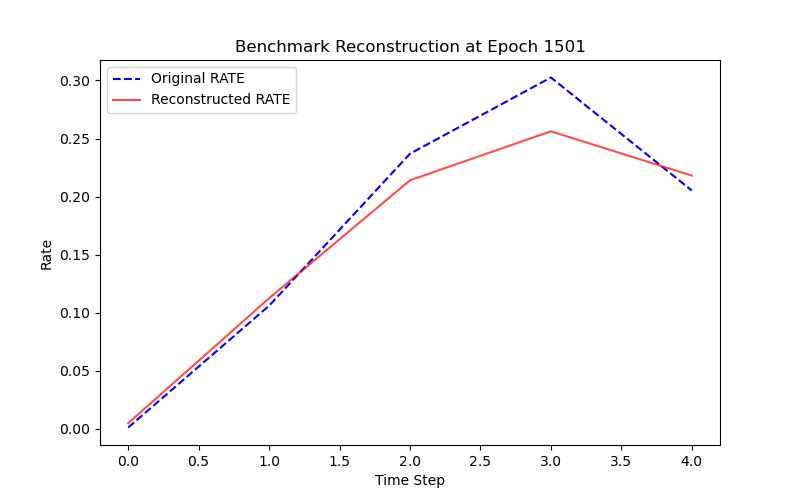 Benchmark Reconstruction at Epoch 1501
Original RATE
Reconstructed RATE
Rate
0.30
0.25
0.20
0.15
0.10
0.05
0.00
0.0 0.5 1.0 1.5 2.0 2.5 3.0 3.5 4.0
Time Step